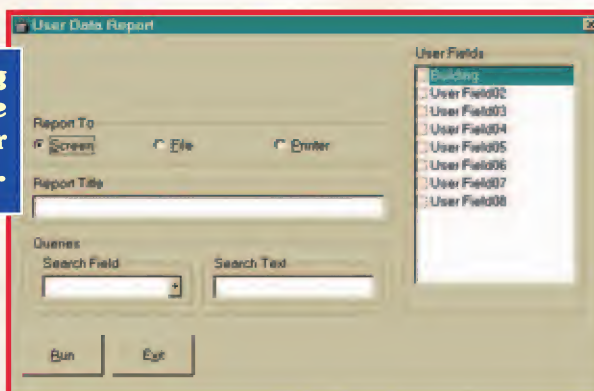 User Data Report
g
e
r
.
Report To
Screen
File
Printer
Report Title
Queries
Search Field
Search Text
Run
Exit
User Fields
Building
User Field02
User Field03
User Field04
User Field05
User Field06
User Field07
User Field08